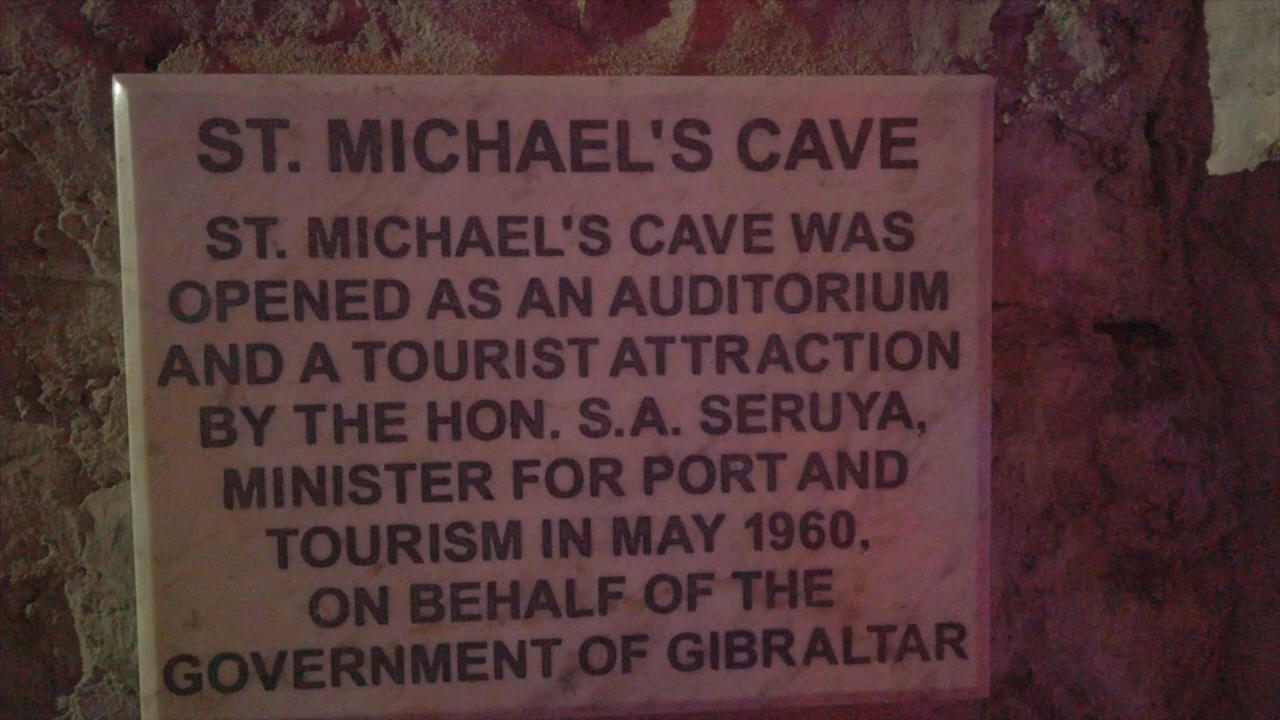 ST. MICHAEL'S CAVE
ST. MICHAEL'S CAVE WAS
OPENED AS AN AUDITORIUM
AND A TOURIST ATTRACTION
BY THE HON. S.A. SERUYA,
MINISTER FOR PORT AND
TOURISM IN MAY 1960,
ON BEHALF OF THE
GOVERNMENT OF GIBRALTAR